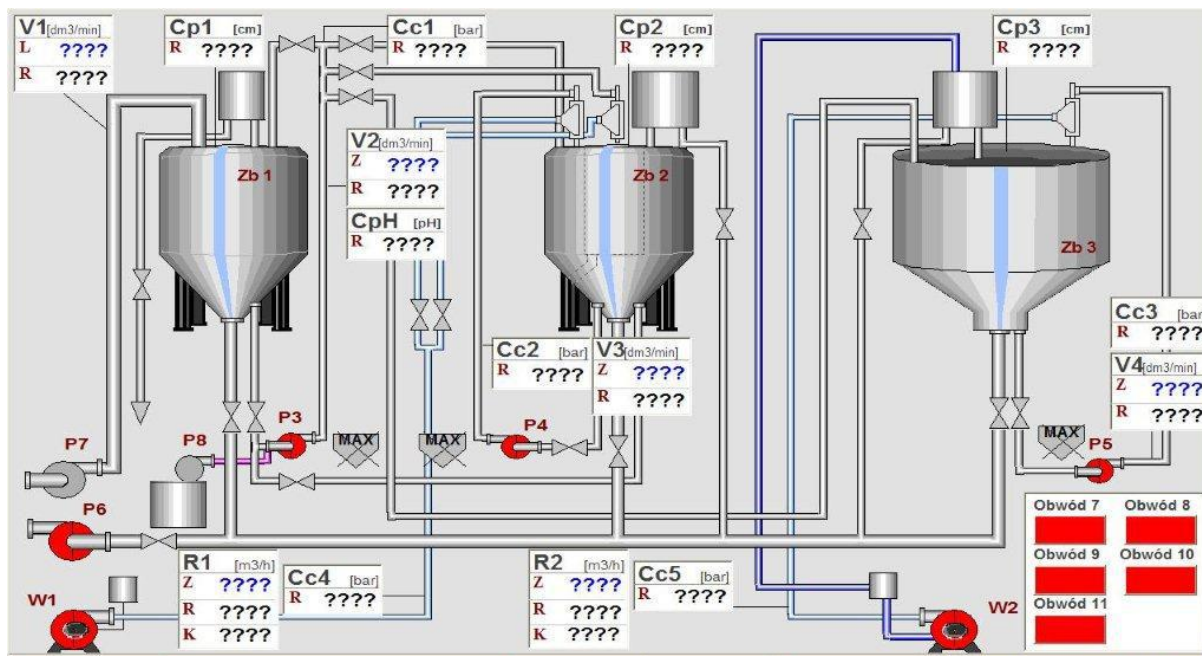 V1 [dm3/min]
L ????
R ????
Cp1 [cm]
R ????
Cc1 [bar]
R ????
Cp2 [cm]
R ????
Cp3 [cm]
R ????
V2 [dm3/min]
Z ????
R ????
CpH [pH]
R ????
Zb 1
Zb 2
Zb 3
Cc2 [bar]
R ????
V3 [dm3/min]
Z ????
R ????
Cc3 [bar
R ????
V4 [dm3/min]
Z ????
R ????
P7
P8
P3
MAX
MAX
P4
MAX
P5
P6
R1 [m3/h]
Z ????
R ????
K ????
Cc4 [bar]
R ????
R2 [m3/h]
Z ????
R ????
K ????
Cc5 [bar]
R ????
W1
W2
Obwód 7 Obwód 8
Obwód 9 Obwód 10
Obwód 11